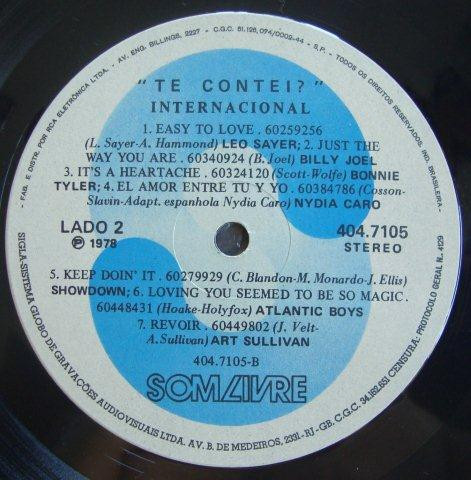 "TE CONTEI?"
INTERNACIONAL
1. EASY TO LOVE . 60259256
(L. Sayer-A. Hammond) LEO SAYER; 2. JUST THE
WAY YOU ARE . 60340924 (B. Joel) BILLY JOEL
3. IT'S A HEARTACHE . 60324120 (Scott-Wolfe) BONNIE
TYLER; 4. EL AMOR ENTRE TU Y YO . 60384786 (Cosson-
Slavin-Adapt. espanhola Nydia Caro) NYDIA CARO
LADO 2
℗ 1978
404.7105
STEREO
5. KEEP DOIN' IT . 60279929 (C. Blandon-M. Monardo-J. Ellis)
SHOWDOWN; 6. LOVING YOU SEEMED TO BE SO MAGIC.
60448431 (Hoake-Holyfox) ATLANTIC BOYS
7. REVOIR . 60449802 (J. Velt-
A. Sullivan) ART SULLIVAN
404.7105-B
SOM LIVRE
- FAB. E DISTR. POR RCA ELETRÔNICA LTDA. - AV. ENG. BILLINGS, 2227 - C.G.C. 61.126.074/0002-44 - S.P. - TODOS OS DIREITOS RESERVADOS. IND. BRASILEIRA -
SIGLA-SISTEMA GLOBO DE GRAVAÇÕES AUDIOVISUAIS LTDA. AV. B. DE MEDEIROS, 2331-RJ-GB. C.G.C. 34.162.651 CENSURA: PROTOCOLO GERAL N. 4129